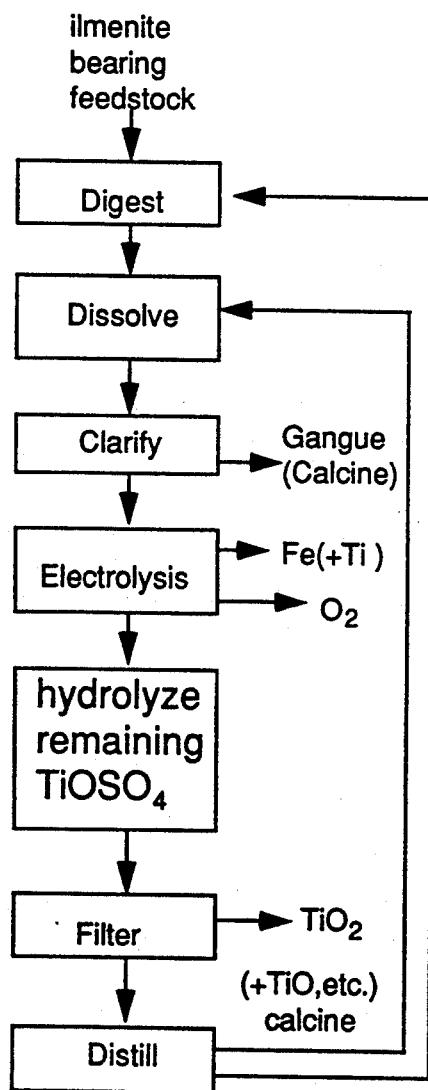 ilmenite
bearing
feedstock
Digest
Dissolve
Clarify
Gangue
(Calcine)
Electrolysis
Fe(+Ti )
O₂
hydrolyze
remaining
TiOSO₄
Filter
TiO₂
(+TiO,etc.)
calcine
Distill